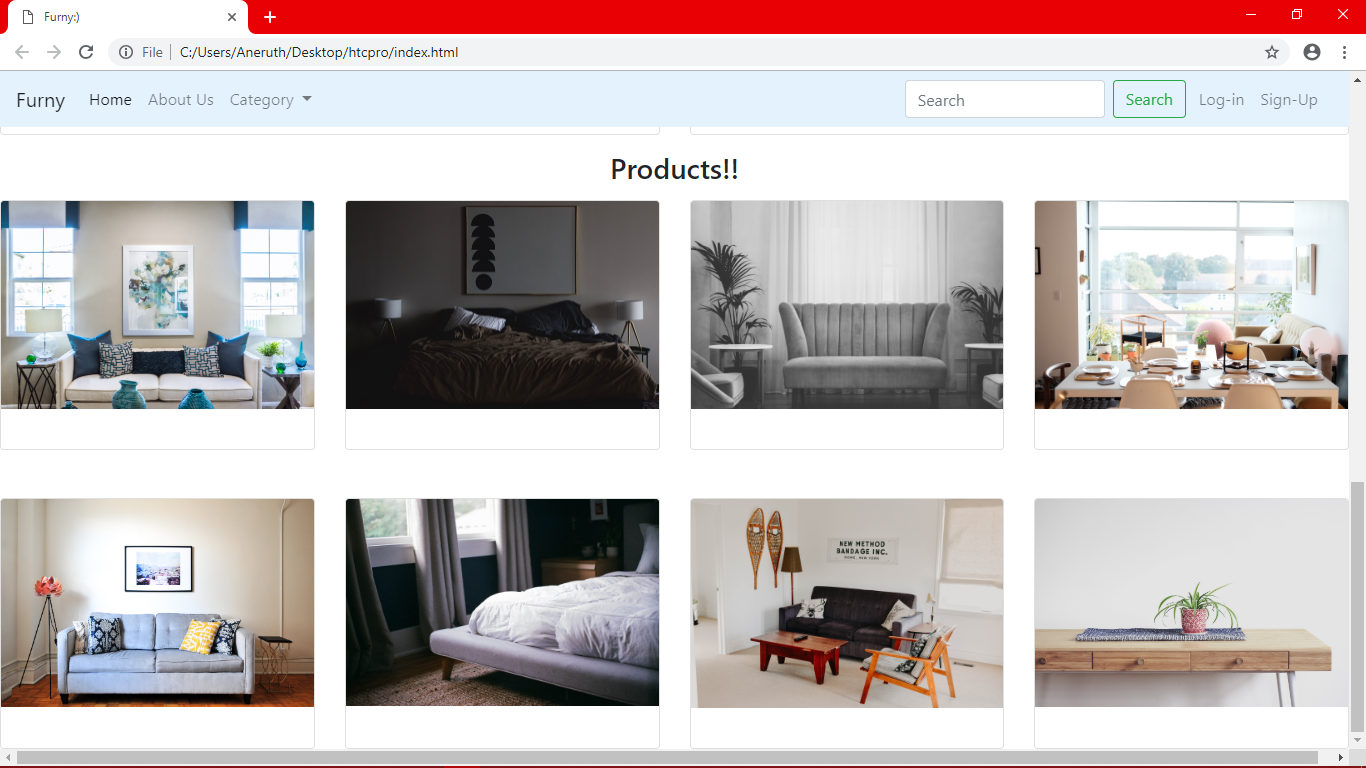 Furny:)
File C:/Users/Aneruth/Desktop/htcpro/index.html
Furny Home About Us Category Search Search Log-in Sign-Up
Products!!
NEW METHOD
BANDAGE INC.